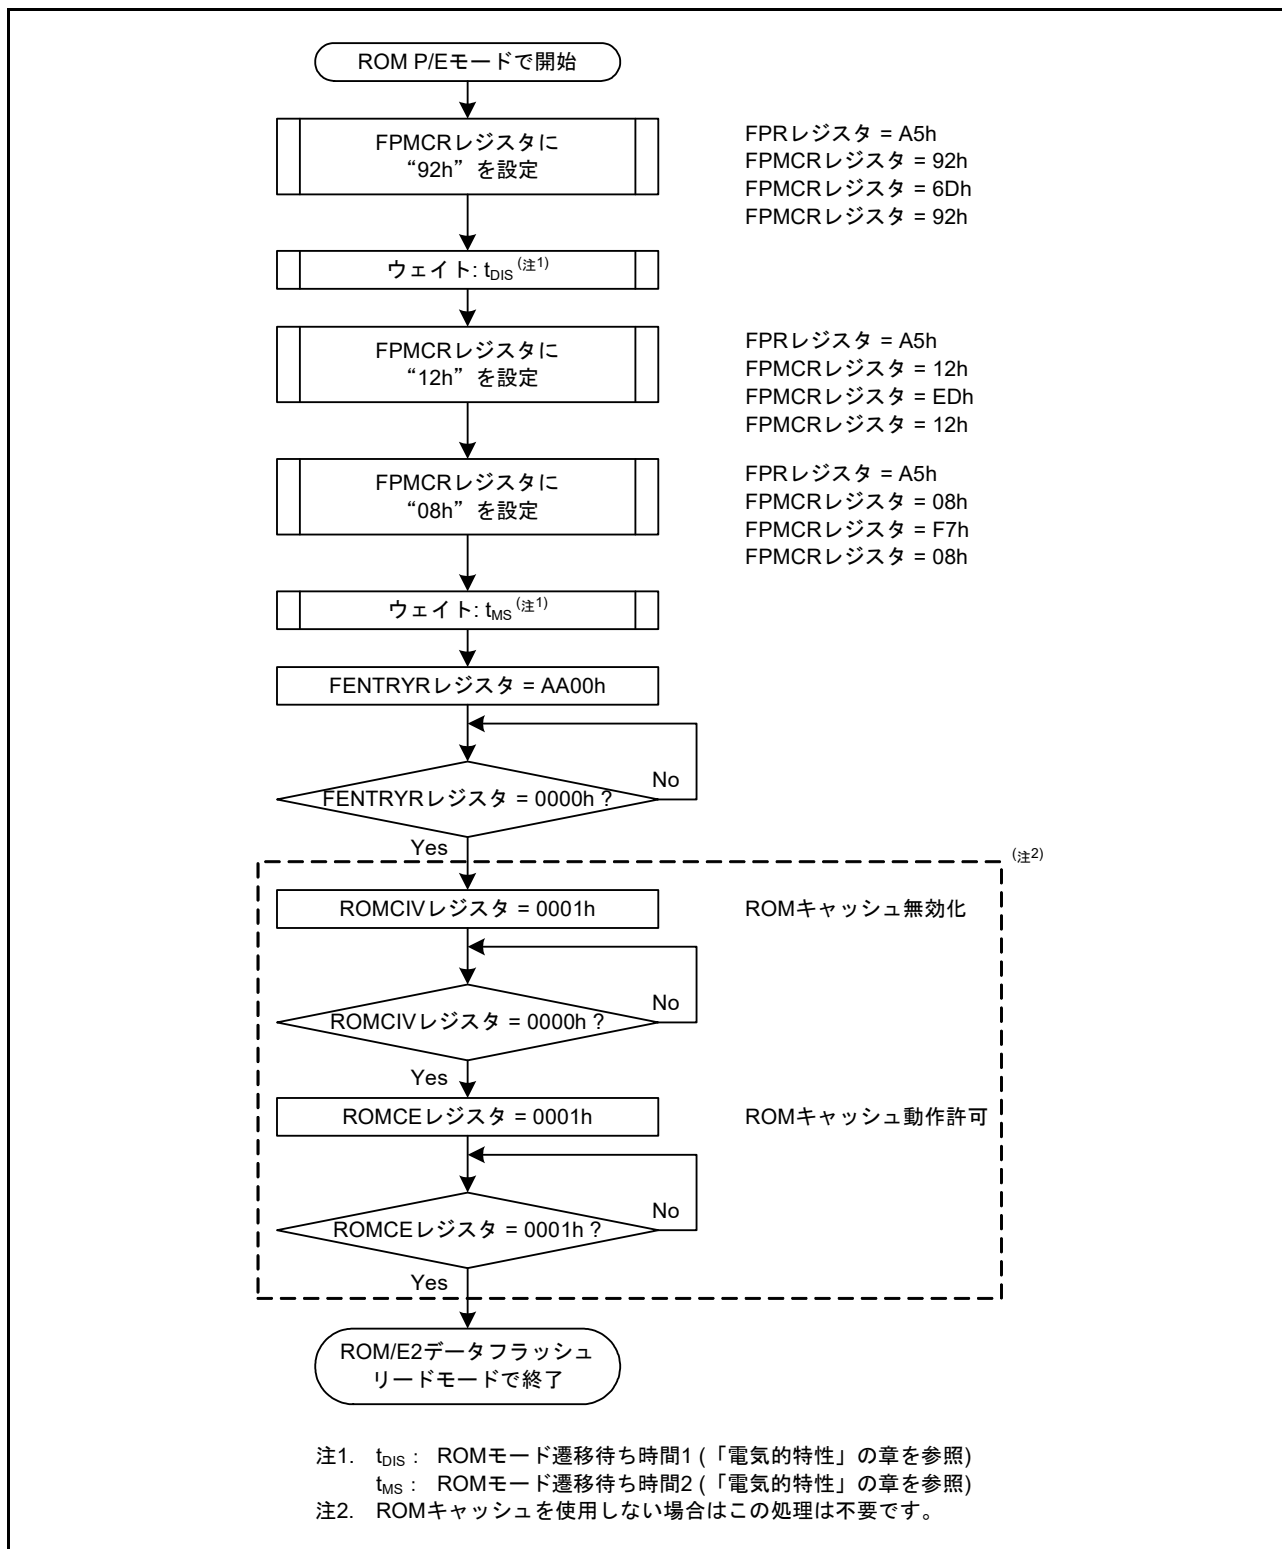 ROM P/Eモードで開始
FPMCRレジスタに
“92h”を設定
FPRレジスタ = A5h
FPMCRレジスタ = 92h
FPMCRレジスタ = 6Dh
FPMCRレジスタ = 92h
ウェイト: tDIS (注1)
FPMCRレジスタに
“12h”を設定
FPRレジスタ = A5h
FPMCRレジスタ = 12h
FPMCRレジスタ = EDh
FPMCRレジスタ = 12h
FPMCRレジスタに
“08h”を設定
FPRレジスタ = A5h
FPMCRレジスタ = 08h
FPMCRレジスタ = F7h
FPMCRレジスタ = 08h
ウェイト: tMS (注1)
FENTRYRレジスタ = AA00h
FENTRYRレジスタ = 0000h ?
No
Yes
(注2)
ROMCIVレジスタ = 0001h
ROMキャッシュ無効化
ROMCIVレジスタ = 0000h ?
No
Yes
ROMCEレジスタ = 0001h
ROMキャッシュ動作許可
ROMCEレジスタ = 0001h ?
No
Yes
ROM/E2データフラッシュ
リードモードで終了
注1. tDIS : ROMモード遷移待ち時間1 (「電気的特性」の章を参照)
tMS : ROMモード遷移待ち時間2 (「電気的特性」の章を参照)
注2. ROMキャッシュを使用しない場合はこの処理は不要です。